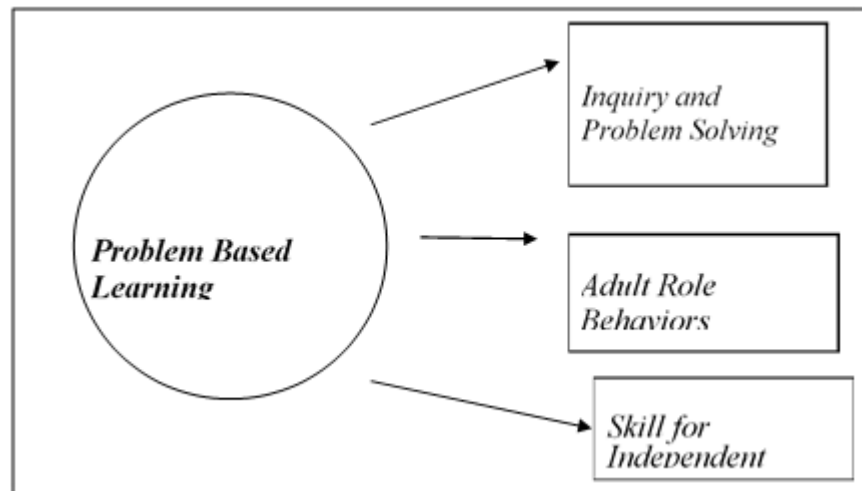 Inquiry and
Problem Solving
Problem Based
Learning
Adult Role
Behaviors
Skill for
Independent